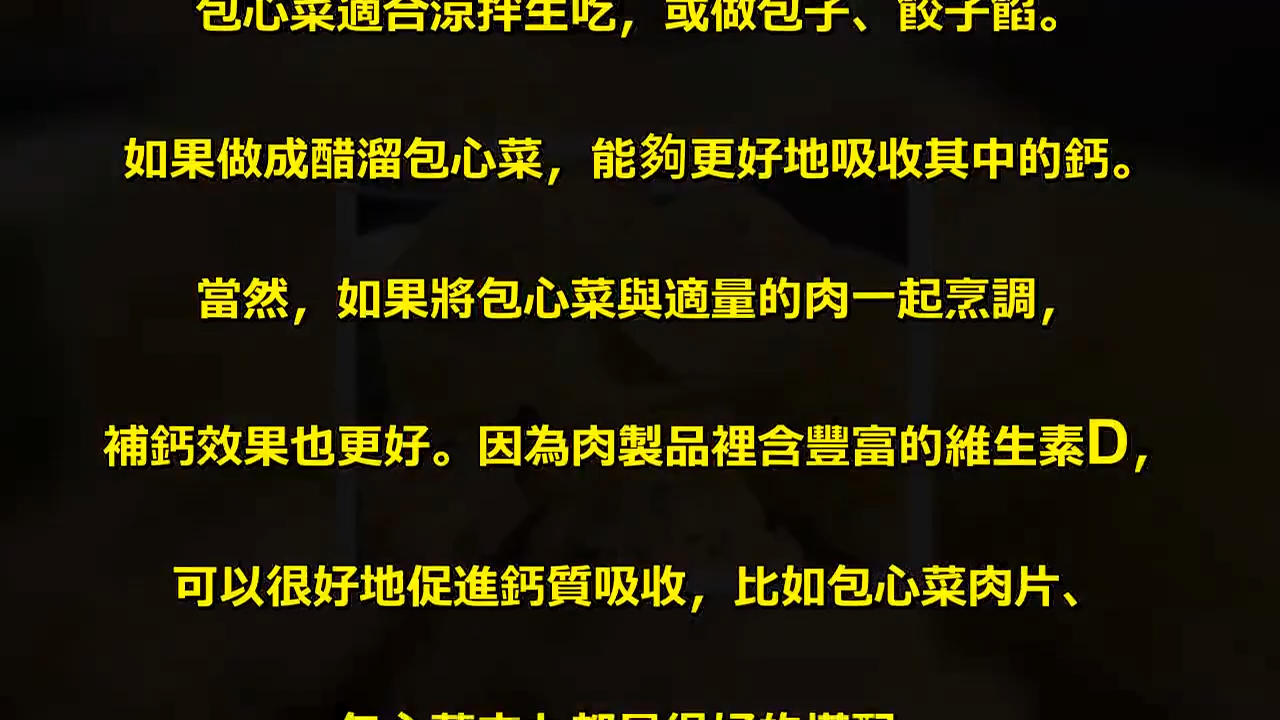 包心菜適合涼拌生吃，或做包子、餃子餡。
如果做成醋溜包心菜，能夠更好地吸收其中的鈣。
當然，如果將包心菜與適量的肉一起烹調，
補鈣效果也更好。因為肉製品裡含豐富的維生素D，
可以很好地促進鈣質吸收，比如包心菜肉片、